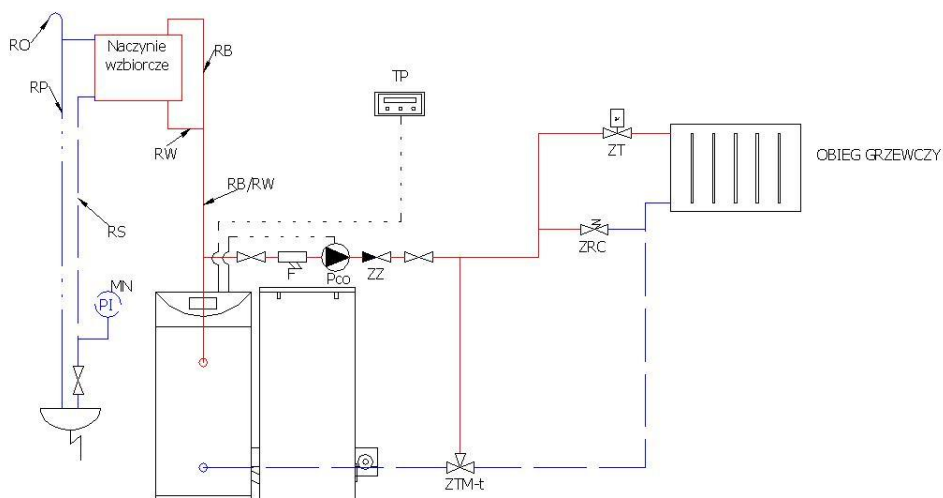 RO
Naczynie
wzbiorcze
RB
RP
TP
RW
ZT
OBIEG GRZEWCZY
RB/RW
RS
ZRC
F
Pco
ZZ
MN
PI
ZTM-t